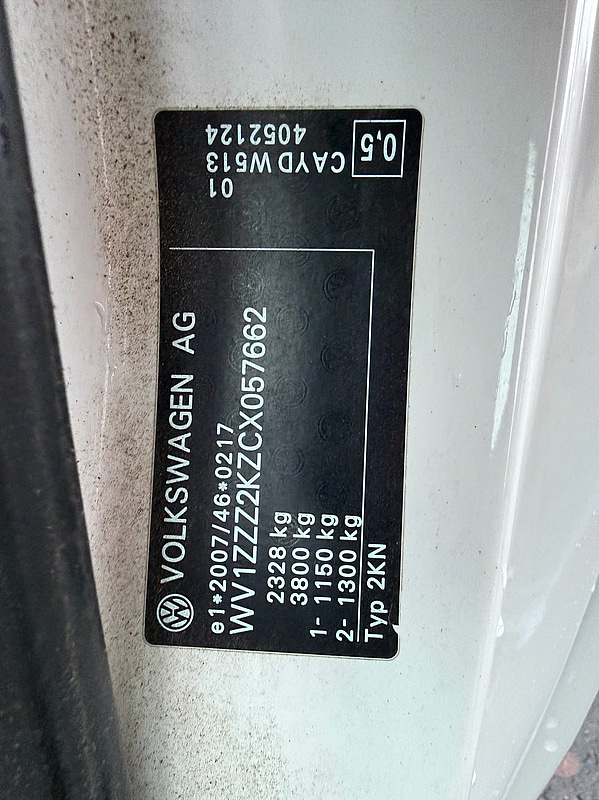 VOLKSWAGEN AG
e1*2007/46*0217
WV1ZZZ2KZCX057662
2328 kg
3800 kg
1- 1150 kg
2- 1300 kg
Typ 2KN
4052124
CAYD W513
01
0,5